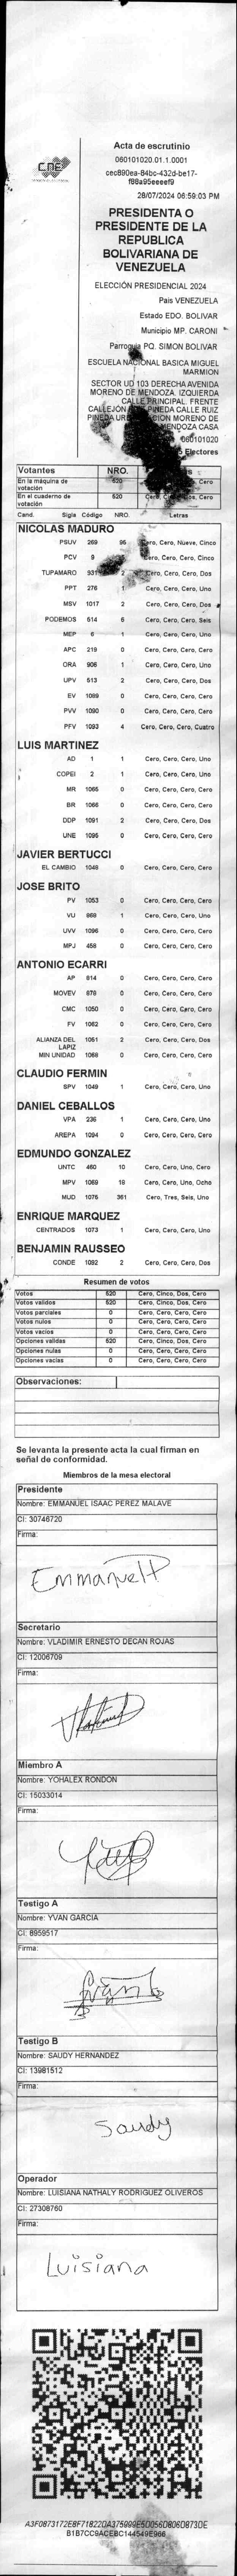 CNE
Acta de escrutinio
060101020.01.1.0001
cec890ea-84bc-432d-be17-
f88a95eeeef9
28/07/2024 06:59:03 PM
PRESIDENTA O
PRESIDENTE DE LA
REPUBLICA
BOLIVARIANA DE
VENEZUELA
ELECCIÓN PRESIDENCIAL 2024
País VENEZUELA
Estado EDO. BOLIVAR
Municipio MP. CARONI
Parroquia PQ. SIMON BOLIVAR
ESCUELA NACIONAL BASICA MIGUEL
MARMION
SECTOR UD 103 DERECHA AVENIDA
MORENO DE MENDOZA. IZQUIERDA
CALLE PRINCIPAL. FRENTE
CALLEJÓN PINEDA CALLE RUIZ
PINEDA MORENO DE
MENDOZA CASA
060101020
Electores
Votantes NRO.
En la máquina de votación 520 Cero
En el cuaderno de votación 520 Cero
Cand. Sigla Código NRO. Letras
NICOLAS MADURO
PSUV 269 95 Cero, Cero, Nueve, Cinco
PCV 9 Cero, Cero, Cinco
TUPAMARO 931 2 Cero, Cero, Cero, Dos
PPT 276 1 Cero, Cero, Cero, Uno
MSV 1017 2 Cero, Cero, Cero, Dos
PODEMOS 614 6 Cero, Cero, Cero, Seis
MEP 6 1 Cero, Cero, Cero, Uno
APC 219 0 Cero, Cero, Cero, Cero
ORA 906 1 Cero, Cero, Cero, Uno
UPV 513 2 Cero, Cero, Cero, Dos
EV 1089 0 Cero, Cero, Cero, Cero
PVV 1090 0 Cero, Cero, Cero, Cero
PFV 1093 4 Cero, Cero, Cero, Cuatro
LUIS MARTINEZ
AD 1 1 Cero, Cero, Cero, Uno
COPEI 2 1 Cero, Cero, Cero, Uno
MR 1065 0 Cero, Cero, Cero, Cero
BR 1066 0 Cero, Cero, Cero, Cero
DDP 1091 2 Cero, Cero, Cero, Dos
UNE 1095 0 Cero, Cero, Cero, Cero
JAVIER BERTUCCI
EL CAMBIO 1048 0 Cero, Cero, Cero, Cero
JOSE BRITO
PV 1053 0 Cero, Cero, Cero, Cero
VU 868 1 Cero, Cero, Cero, Uno
UVV 1096 0 Cero, Cero, Cero, Cero
MPJ 458 0 Cero, Cero, Cero, Cero
ANTONIO ECARRI
AP 814 0 Cero, Cero, Cero, Cero
MOVEV 878 0 Cero, Cero, Cero, Cero
CMC 1050 0 Cero, Cero, Cero, Cero
FV 1062 0 Cero, Cero, Cero, Cero
ALIANZA DEL LAPIZ 1061 2 Cero, Cero, Cero, Dos
MIN UNIDAD 1068 0 Cero, Cero, Cero, Cero
CLAUDIO FERMIN
SPV 1049 1 Cero, Cero, Cero, Uno
DANIEL CEBALLOS
VPA 236 1 Cero, Cero, Cero, Uno
AREPA 1094 0 Cero, Cero, Cero, Cero
EDMUNDO GONZALEZ
UNTC 460 10 Cero, Cero, Uno, Cero
MPV 1069 18 Cero, Cero, Uno, Ocho
MUD 1076 361 Cero, Tres, Seis, Uno
ENRIQUE MARQUEZ
CENTRADOS 1073 1 Cero, Cero, Cero, Uno
BENJAMIN RAUSSEO
CONDE 1092 2 Cero, Cero, Cero, Dos
Resumen de votos
Votos 520 Cero, Cinco, Dos, Cero
Votos validos 520 Cero, Cinco, Dos, Cero
Votos parciales 0 Cero, Cero, Cero, Cero
Votos nulos 0 Cero, Cero, Cero, Cero
Votos vacios 0 Cero, Cero, Cero, Cero
Opciones validas 520 Cero, Cinco, Dos, Cero
Opciones nulas 0 Cero, Cero, Cero, Cero
Opciones vacias 0 Cero, Cero, Cero, Cero
Observaciones:
Se levanta la presente acta la cual firman en
señal de conformidad.
Miembros de la mesa electoral
Presidente
Nombre: EMMANUEL ISAAC PEREZ MALAVE
CI: 30746720
Firma:
EmmanuelP
Secretario
Nombre: VLADIMIR ERNESTO DECAN ROJAS
CI: 12006709
Firma:
Miembro A
Nombre: YOHALEX RONDON
CI: 15033014
Firma:
Testigo A
Nombre: YVAN GARCIA
CI: 8959517
Firma:
Testigo B
Nombre: SAUDY HERNANDEZ
CI: 13981512
Firma:
Saudy
Operador
Nombre: LUISIANA NATHALY RODRIGUEZ OLIVEROS
CI: 27308760
Firma:
Luisiana